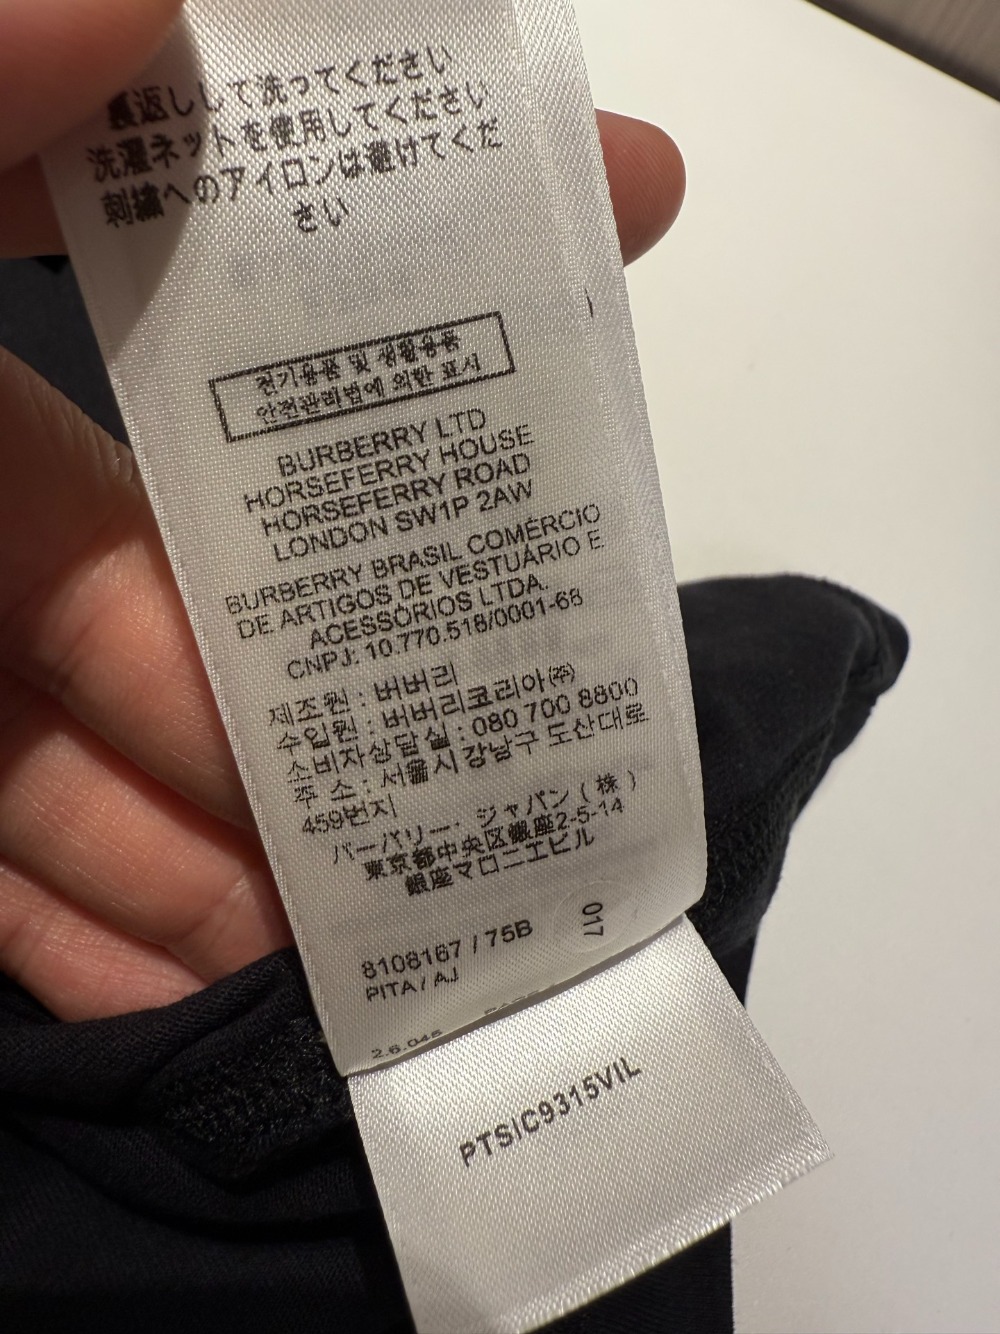 裏返しして洗ってください
洗濯ネットを使用してください
刺繍へのアイロンは避けてくだ
さい
전기용품 및 생활용품
안전관리법에 의한 표시
BURBERRY LTD
HORSEFERRY HOUSE
HORSEFERRY ROAD
LONDON SW1P 2AW
BURBERRY BRASIL COMÉRCIO
DE ARTIGOS DE VESTUÁRIO E
ACESSÓRIOS LTDA.
CNPJ: 10.770.518/0001-68
제조원 : 버버리
수입원 : 버버리코리아㈜
소비자상담실 : 080 700 8800
주 소 : 서울시 강남구 도산대로
459번지
バーバリー・ジャパン ( 株 )
東京都中央区銀座2-5-14
銀座マロニエビル
8108167 / 75B
017
PITA / AJ
2.6.045
PTSIC9315VIL